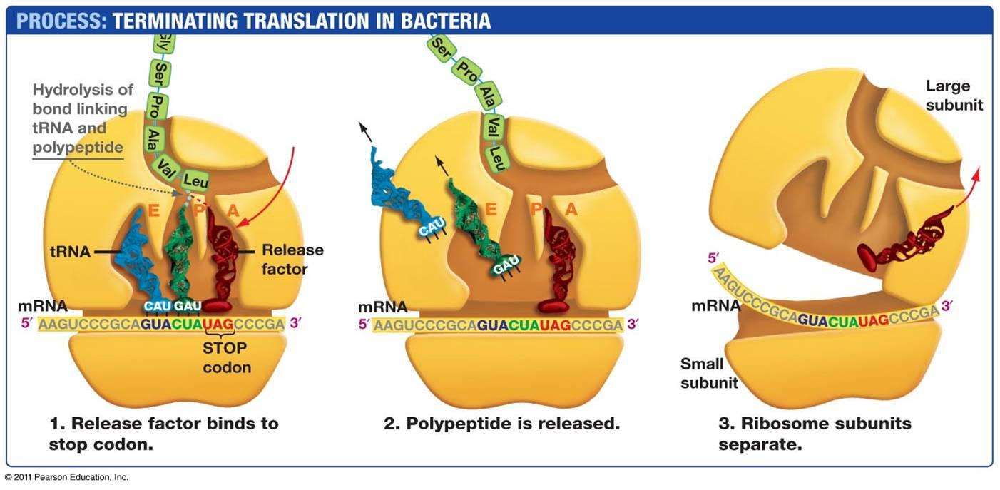 PROCESS: TERMINATING TRANSLATION IN BACTERIA
Gly
Ser
Pro
Ala
Val
Leu
Hydrolysis of
bond linking
tRNA and
polypeptide
E P A
tRNA
Release
factor
mRNA
CAU GAU
5′ AAGUCCCGCAGUACUAUAGCCCGA 3′
STOP
codon
1. Release factor binds to
stop codon.
Ser
Pro
Ala
Val
Leu
E P A
CAU
GAU
mRNA
5′ AAGUCCCGCAGUACUAUAGCCCGA 3′
2. Polypeptide is released.
Large
subunit
5′
AAGUCCCGCAGUACUAUAGCCCGA 3′
mRNA
Small
subunit
3. Ribosome subunits
separate.
© 2011 Pearson Education, Inc.